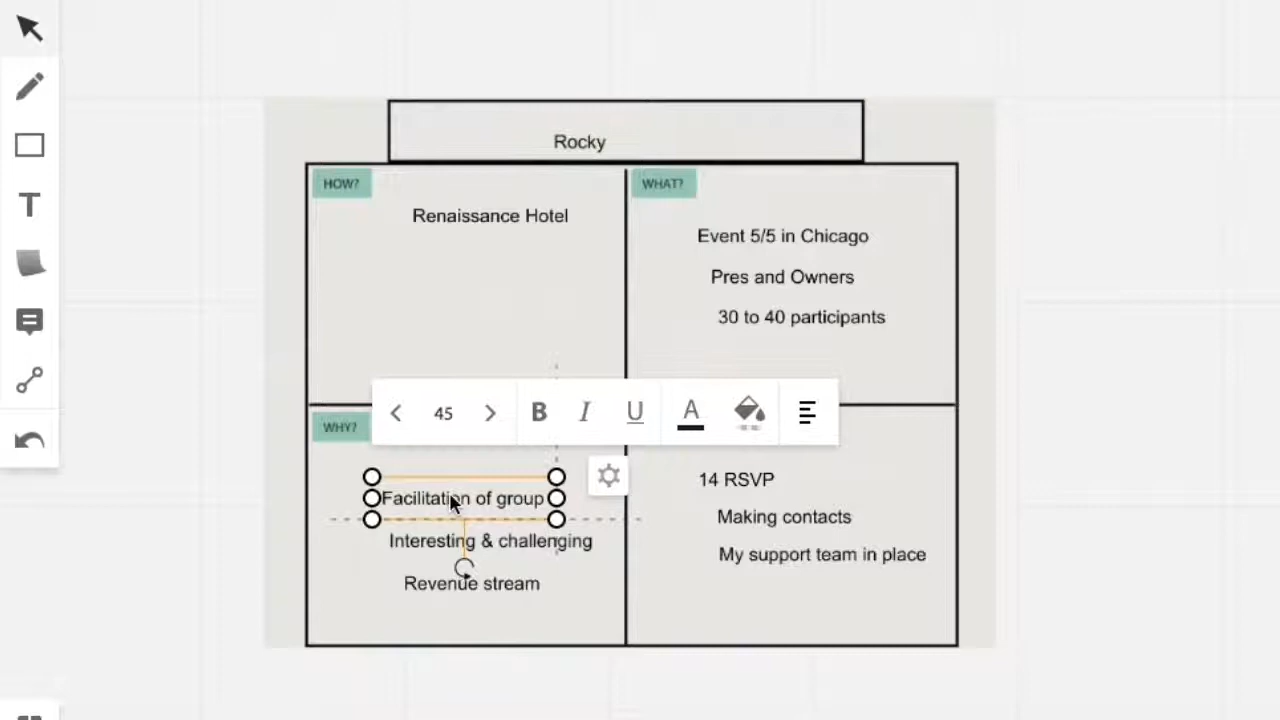 Rocky
HOW?
Renaissance Hotel
WHAT?
Event 5/5 in Chicago
Pres and Owners
30 to 40 participants
45
B I U A
WHY?
Facilitation of group
Interesting & challenging
Revenue stream
14 RSVP
Making contacts
My support team in place
T